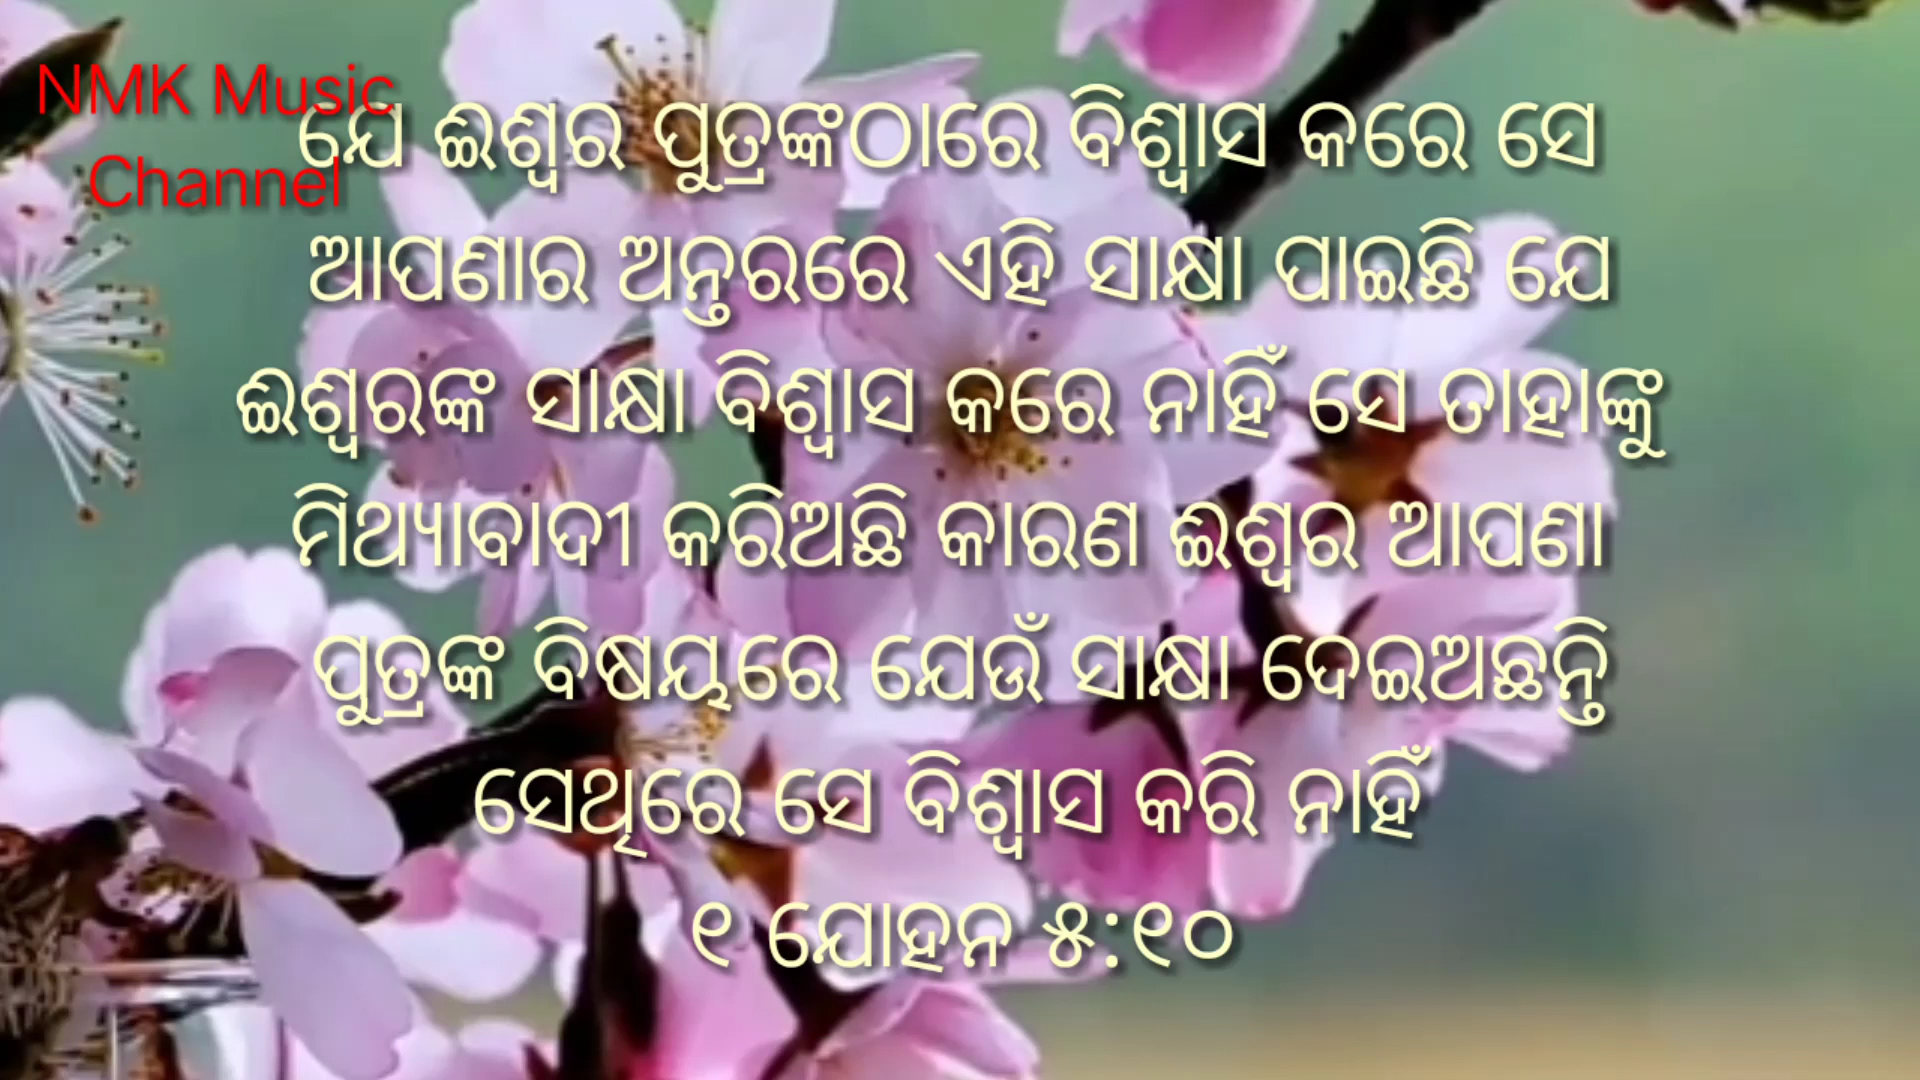 NMK Music
Channel
ଯେ ଈଶ୍ୱର ପୁତ୍ରଙ୍କଠାରେ ବିଶ୍ୱାସ କରେ ସେ
ଆପଣାର ଅନ୍ତରରେ ଏହି ସାକ୍ଷା ପାଇଛି ଯେ
ଈଶ୍ୱରଙ୍କ ସାକ୍ଷା ବିଶ୍ୱାସ କରେ ନାହିଁ ସେ ତାହାଙ୍କୁ
ମିଥ୍ୟାବାଦୀ କରିଅଛି କାରଣ ଈଶ୍ୱର ଆପଣା
ପୁତ୍ରଙ୍କ ବିଷୟରେ ଯେଉଁ ସାକ୍ଷା ଦେଇଅଛନ୍ତି
ସେଥିରେ ସେ ବିଶ୍ୱାସ କରି ନାହିଁ
୧ ଯୋହନ ୫:୧୦